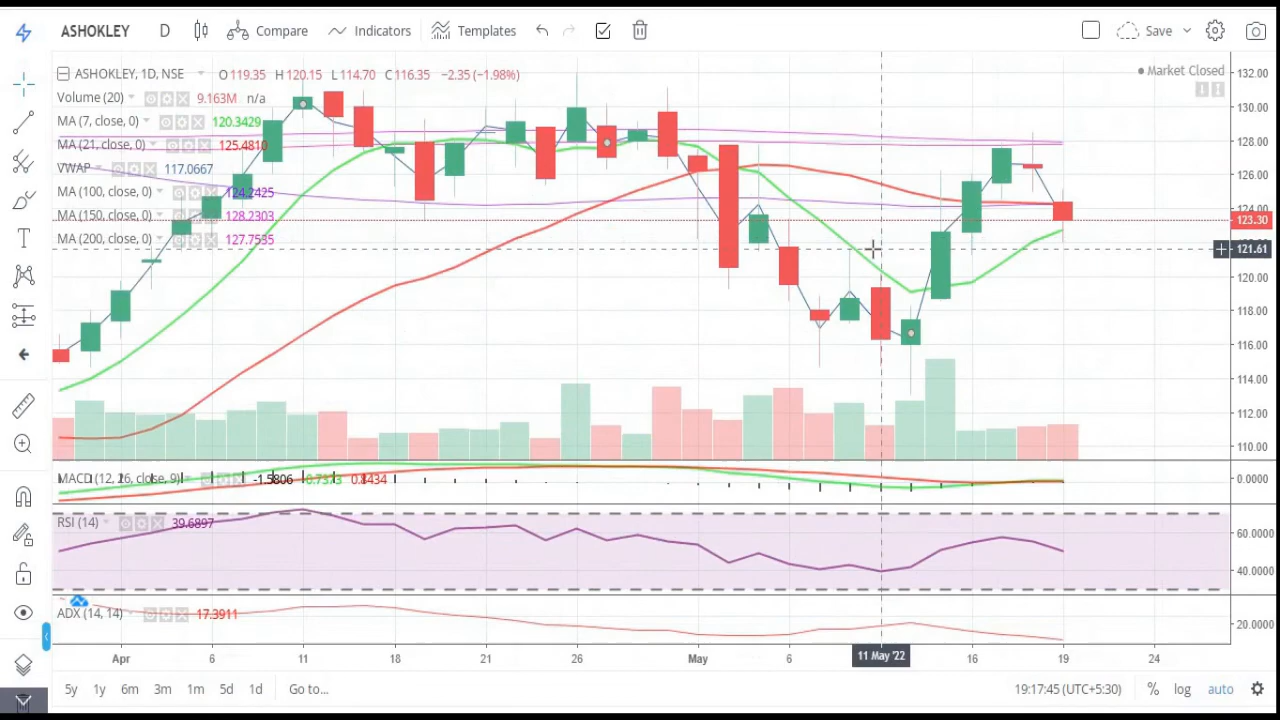 ASHOKLEY D Compare Indicators Templates Save
ASHOKLEY, 1D, NSE O119.35 H120.15 L114.70 C116.35 −2.35 (−1.98%)
Market Closed
Volume (20) 9.163M n/a
MA (7, close, 0) 120.3429
MA (21, close, 0) 125.4810
VWAP 117.0667
MA (100, close, 0) 124.2425
MA (150, close, 0) 128.2303
MA (200, close, 0) 127.7535
132.00
130.00
128.00
126.00
124.00
123.30
121.61
120.00
118.00
116.00
114.00
112.00
110.00
MACD (12, 26, close, 9) -1.5806 0.8434
0.0000
RSI (14) 39.6897
60.0000
40.0000
ADX (14, 14) 17.3911
20.0000
Apr 6 11 18 21 26 May 6 11 May '22 16 19 24
5y 1y 6m 3m 1m 5d 1d Go to... 19:17:45 (UTC+5:30) % log auto